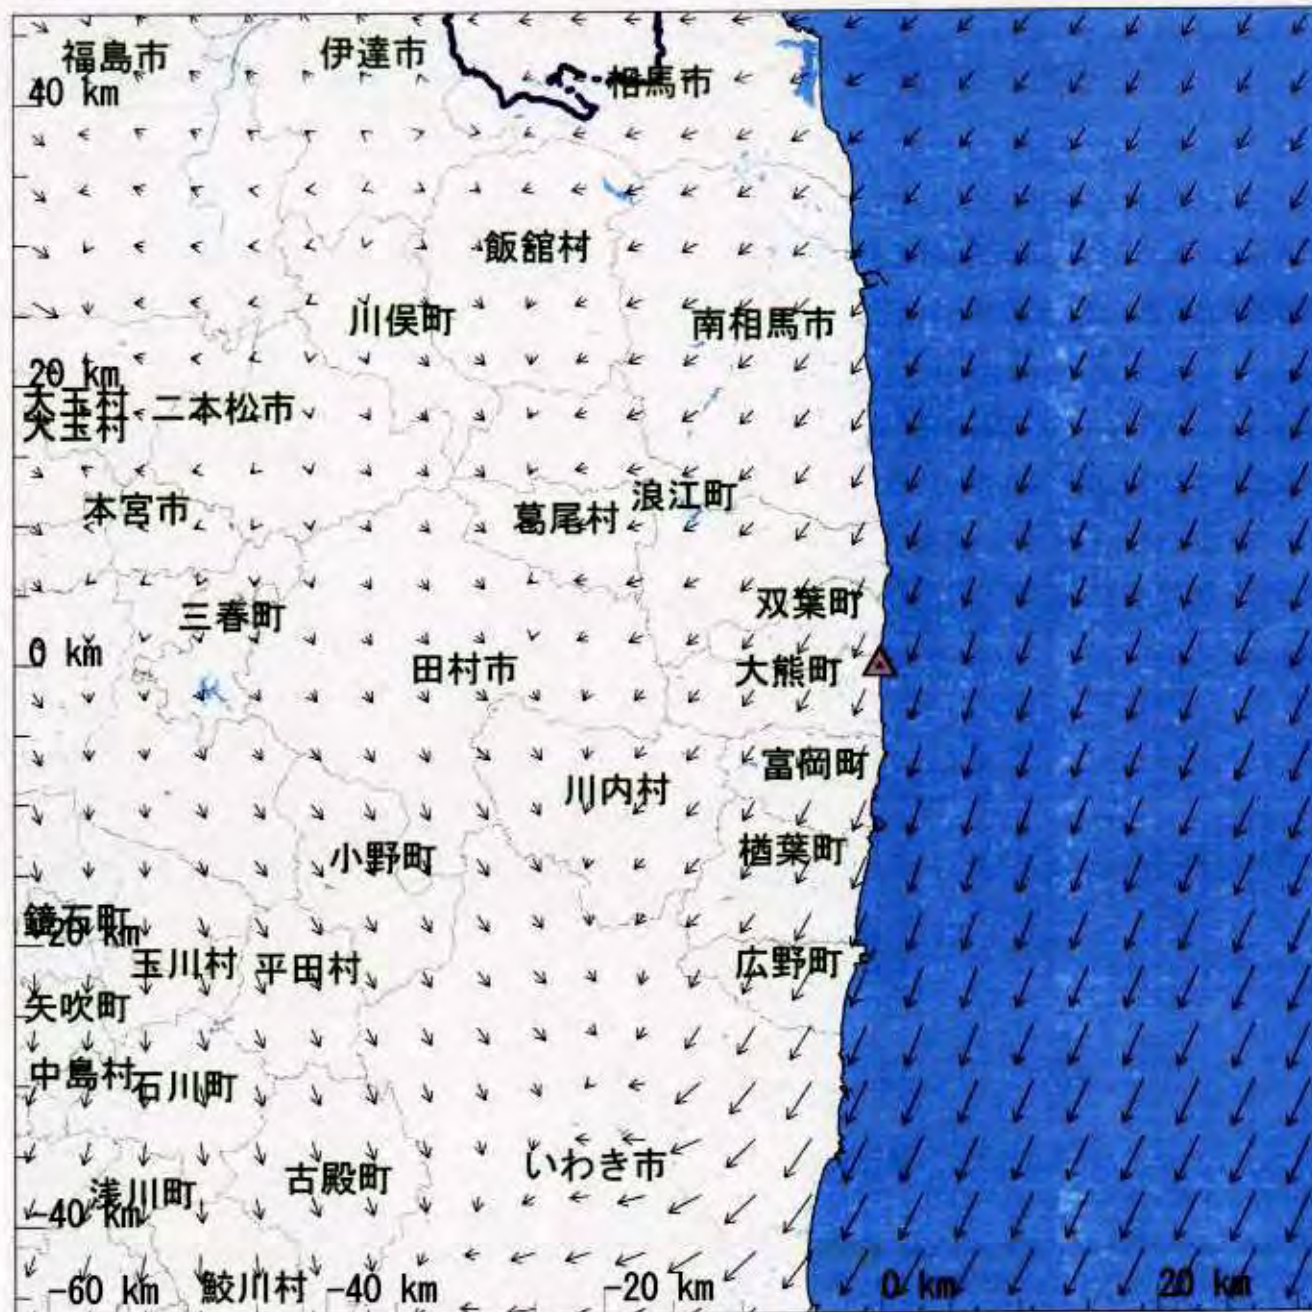 福島市
伊達市
相馬市
40 km
飯舘村
川俣町
南相馬市
20 km
大玉村
二本松市
大玉村
本宮市
浪江町
葛尾村
双葉町
三春町
0 km
田村市
大熊町
富岡町
川内村
楢葉町
小野町
鏡石町
-20 km
玉川村
平田村
広野町
矢吹町
中島村
石川町
いわき市
古殿町
浅川町
-40 km
-60 km
鮫川村
-40 km
-20 km
0 km
20 km